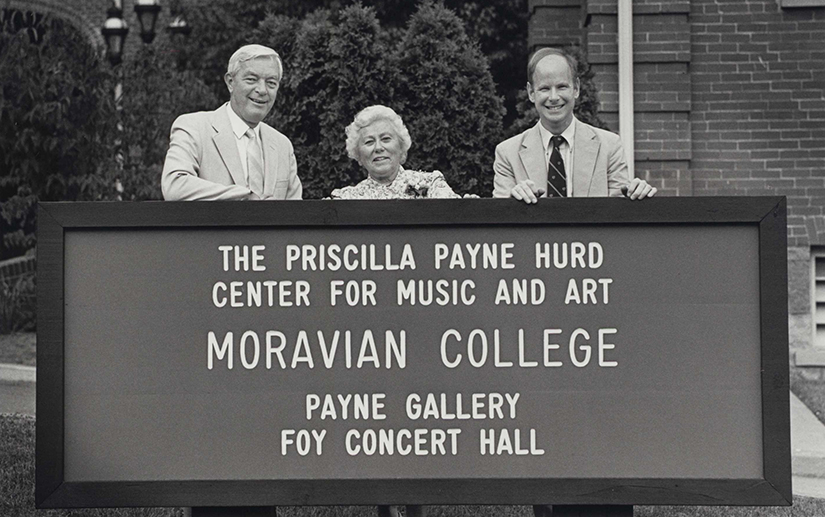 THE PRISCILLA PAYNE HURD
CENTER FOR MUSIC AND ART
MORAVIAN COLLEGE
PAYNE GALLERY
FOY CONCERT HALL